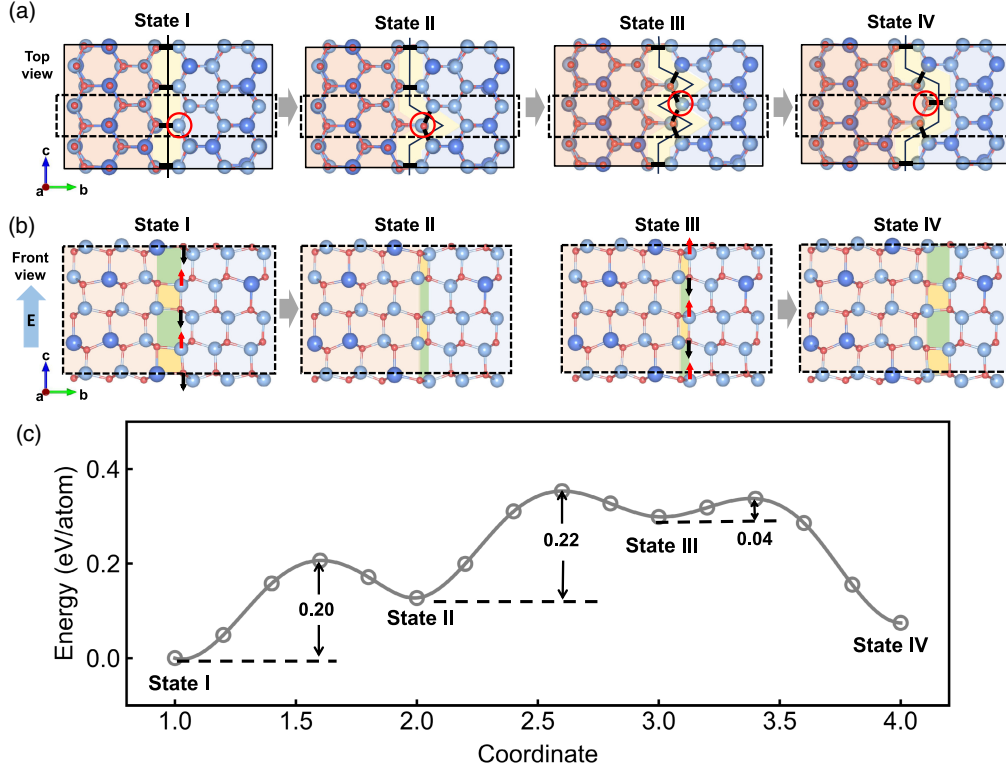 (a)
State I
State II
State III
State IV
Top
view
c
a
b
(b)
State I
State II
State III
State IV
Front
view
E
c
a
b
(c)
Energy (eV/atom)
0.4
0.2
0.0
0.20
0.22
0.04
State I
State II
State III
State IV
1.0 1.5 2.0 2.5 3.0 3.5 4.0
Coordinate